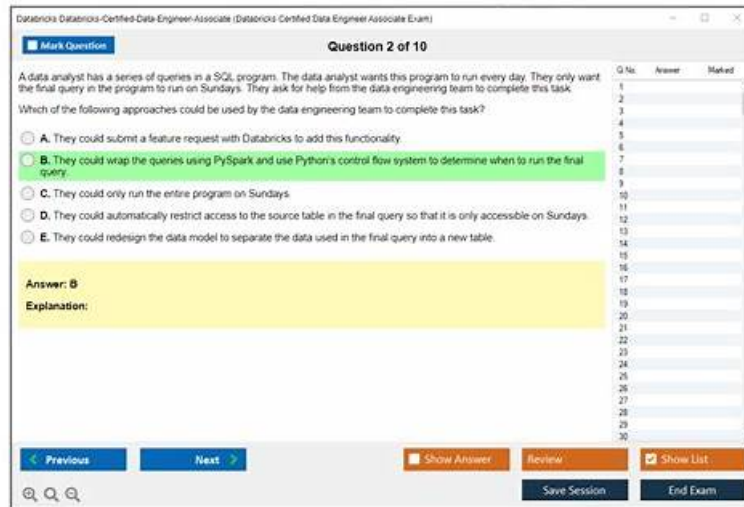 Databricks Databricks-Certified-Data-Engineer-Associate (Databricks Certified Data Engineer Associate Exam)
Mark Question
Question 2 of 10
A data analyst has a series of queries in a SQL program. The data analyst wants this program to run every day. They only want
the final query in the program to run on Sundays. They ask for help from the data engineering team to complete this task.
Which of the following approaches could be used by the data engineering team to complete this task?
A. They could submit a feature request with Databricks to add this functionality.
B. They could wrap the queries using PySpark and use Python's control flow system to determine when to run the final
query.
C. They could only run the entire program on Sundays.
D. They could automatically restrict access to the source table in the final query so that it is only accessible on Sundays.
E. They could redesign the data model to separate the data used in the final query into a new table.
Answer: B
Explanation:
Q No. Answer Marked
1
2
3
4
5
6
7
8
9
10
11
12
13
14
15
16
17
18
19
20
21
22
23
24
25
26
27
28
29
30
Previous
Next
Show Answer
Review
Show List
Save Session
End Exam